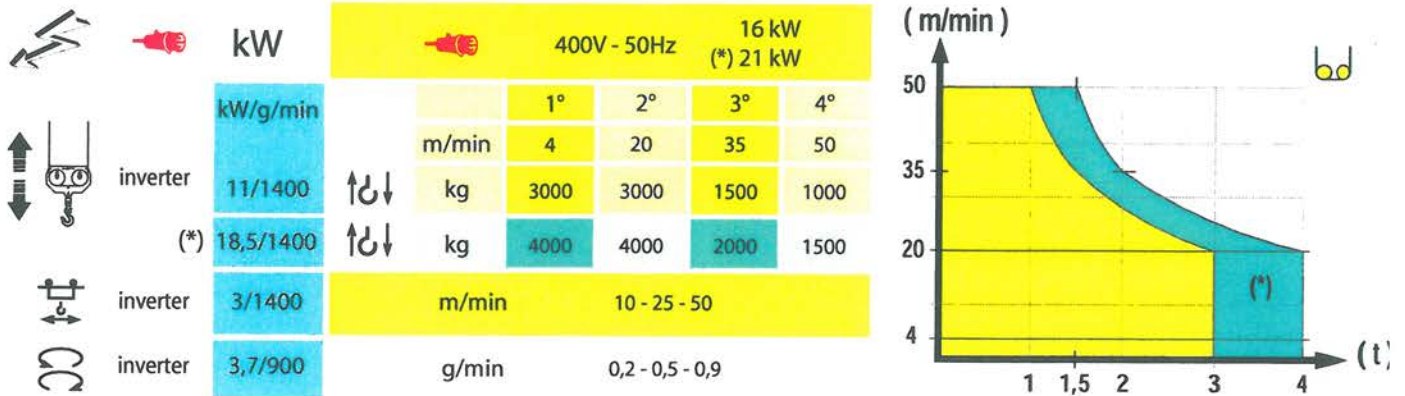 kW 400V - 50Hz 16 kW
(*) 21 kW
kW/g/min 1° 2° 3° 4°
m/min 4 20 35 50
inverter 11/1400 kg 3000 3000 1500 1000
(*) 18,5/1400 kg 4000 4000 2000 1500
inverter 3/1400 m/min 10 - 25 - 50
inverter 3,7/900 g/min 0,2 - 0,5 - 0,9
( m/min )
50
35
20
(*)
4
( t )
1 1,5 2 3 4